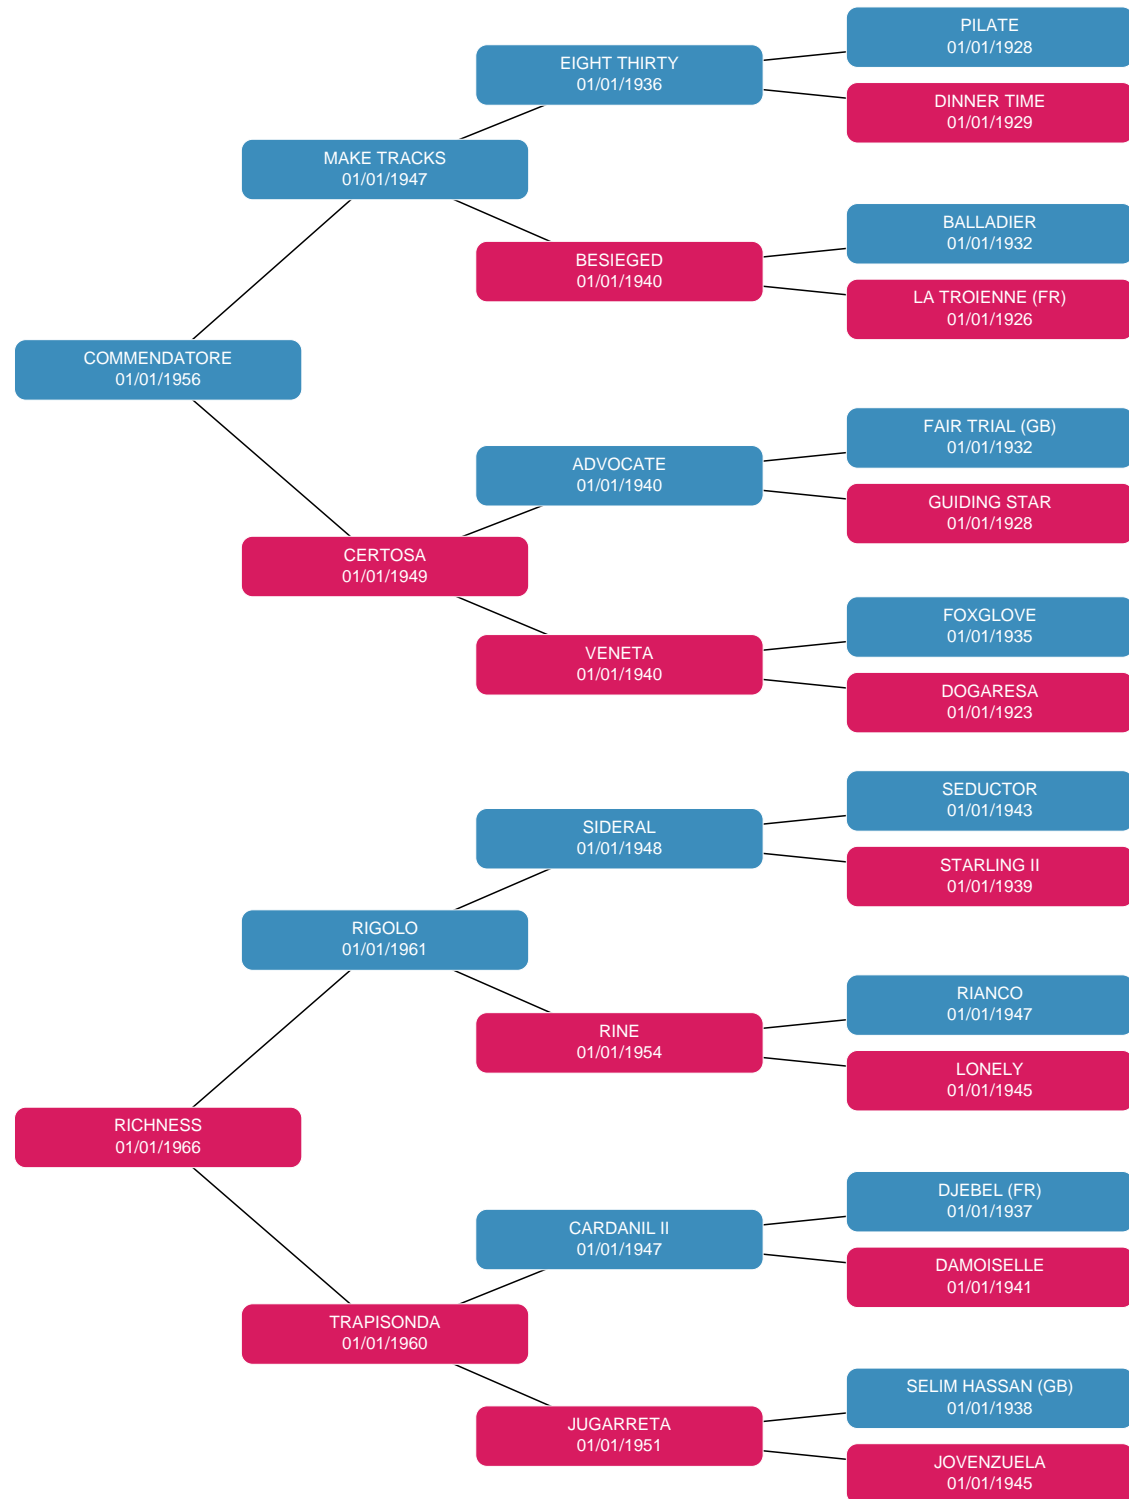 PILATE
01/01/1928
EIGHT THIRTY
01/01/1936
DINNER TIME
01/01/1929
MAKE TRACKS
01/01/1947
BALLADIER
01/01/1932
BESIEGED
01/01/1940
LA TROIENNE (FR)
01/01/1926
COMMENDATORE
01/01/1956
FAIR TRIAL (GB)
01/01/1932
ADVOCATE
01/01/1940
GUIDING STAR
01/01/1928
CERTOSA
01/01/1949
FOXGLOVE
01/01/1935
VENETA
01/01/1940
DOGARESA
01/01/1923
SEDUCTOR
01/01/1943
SIDERAL
01/01/1948
STARLING II
01/01/1939
RIGOLO
01/01/1961
RIANCO
01/01/1947
RINE
01/01/1954
LONELY
01/01/1945
RICHNESS
01/01/1966
DJEBEL (FR)
01/01/1937
CARDANIL II
01/01/1947
DAMOISELLE
01/01/1941
TRAPISONDA
01/01/1960
SELIM HASSAN (GB)
01/01/1938
JUGARRETA
01/01/1951
JOVENZUELA
01/01/1945